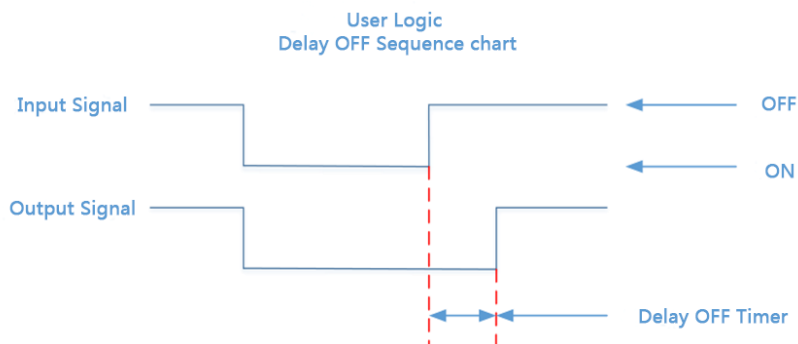 User Logic
Delay OFF Sequence chart
Input Signal
OFF
ON
Output Signal
Delay OFF Timer